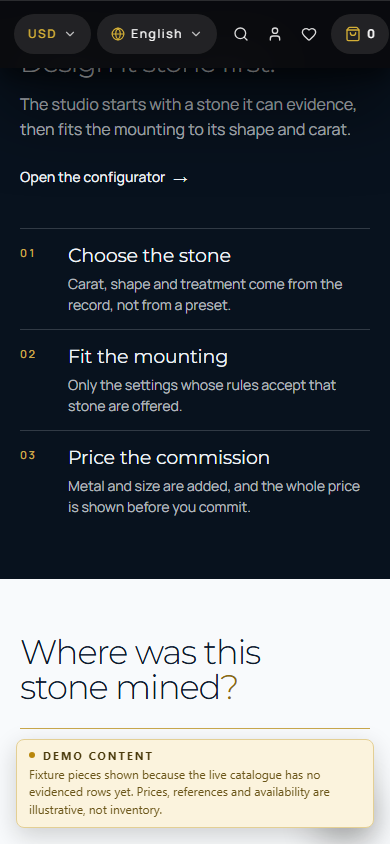 USD
English
0
Design it stone first.
The studio starts with a stone it can evidence,
then fits the mounting to its shape and carat.
Open the configurator →
01
Choose the stone
Carat, shape and treatment come from the
record, not from a preset.
02
Fit the mounting
Only the settings whose rules accept that
stone are offered.
03
Price the commission
Metal and size are added, and the whole price
is shown before you commit.
Where was this
stone mined?
DEMO CONTENT
Fixture pieces shown because the live catalogue has no
evidenced rows yet. Prices, references and availability are
illustrative, not inventory.